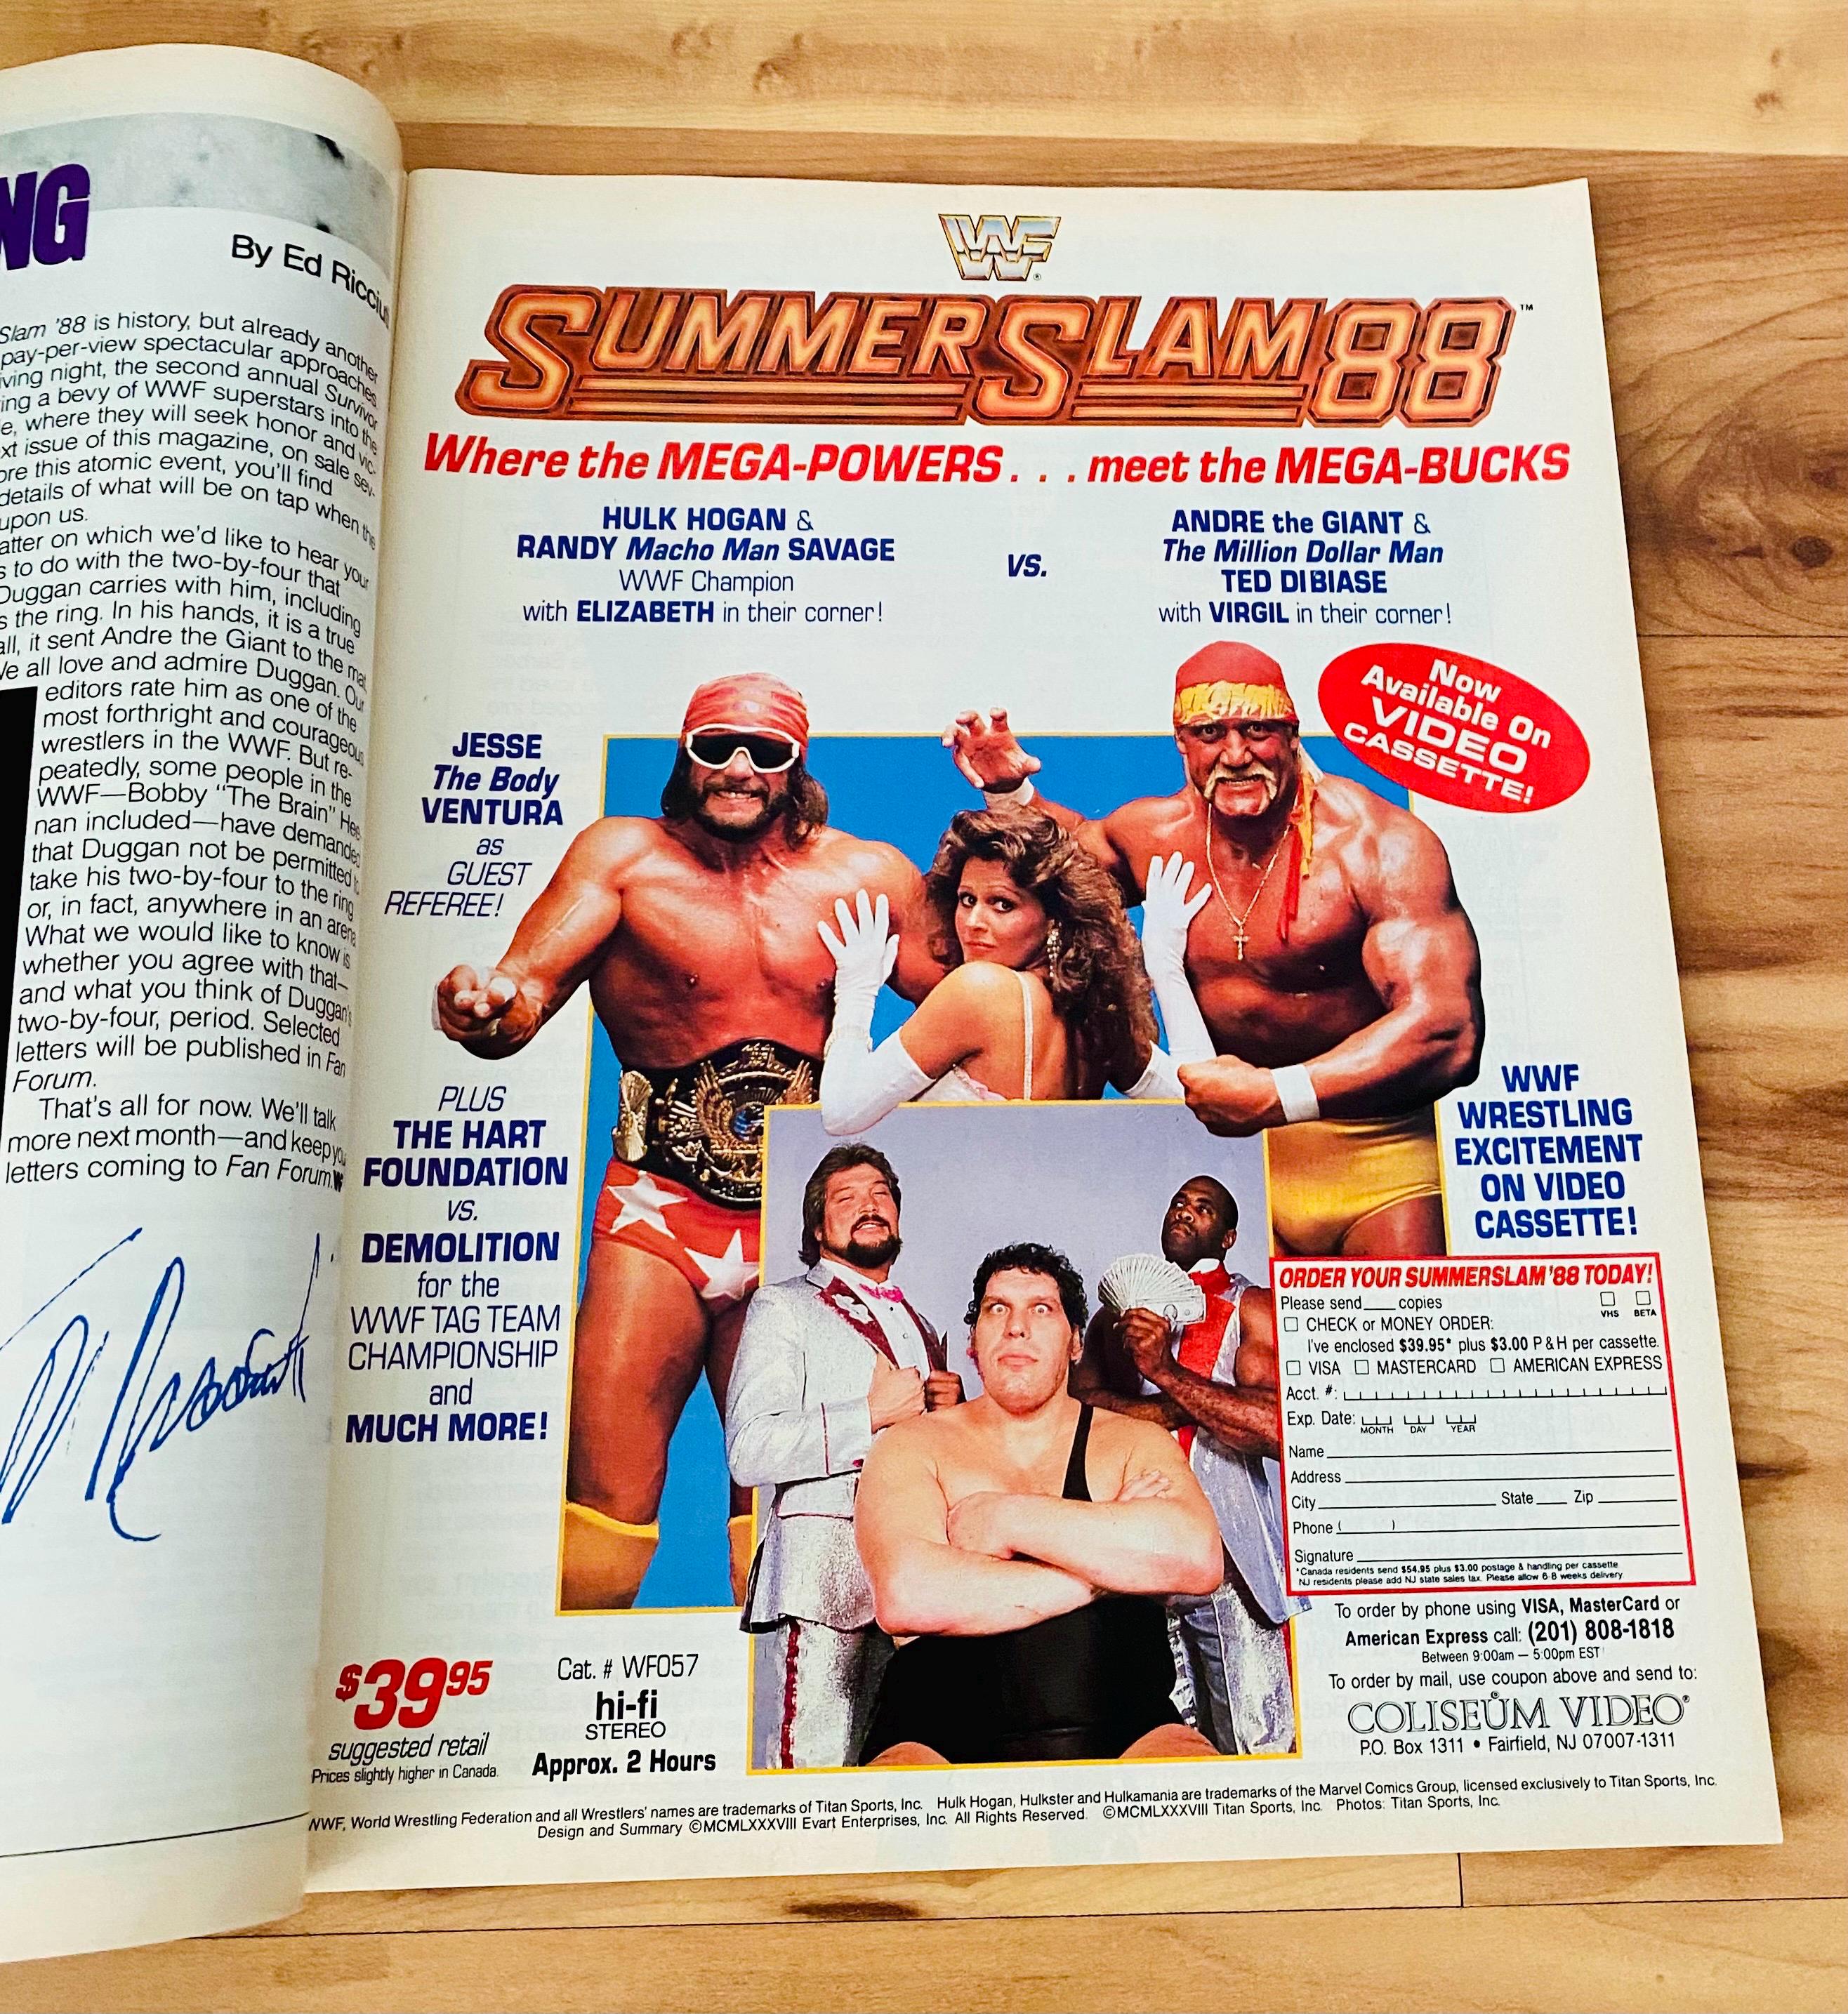 NG
By Ed Ricciuti
Slam '88 is history, but already another
pay-per-view spectacular approaches.
ving night, the second annual Survivor
ing a bevy of WWF superstars into the
e, where they will seek honor and vic-
xt issue of this magazine, on sale sev-
ore this atomic event, you'll find
details of what will be on tap when the
upon us.
atter on which we'd like to hear your
s to do with the two-by-four that
Duggan carries with him, including
s the ring. In his hands, it is a true
all, it sent Andre the Giant to the mat
We all love and admire Duggan. Our
editors rate him as one of the
most forthright and courageous
wrestlers in the WWF. But re-
peatedly, some people in the
WWF—Bobby "The Brain" Hee
nan included—have demanded
that Duggan not be permitted to
take his two-by-four to the ring
or, in fact, anywhere in an arena
What we would like to know is
whether you agree with that—
and what you think of Duggan's
two-by-four, period. Selected
letters will be published in Fan
Forum.
That's all for now. We'll talk
more next month—and keep you
letters coming to Fan Forum.
WF
SUMMERSLAM88™
Where the MEGA-POWERS . . . meet the MEGA-BUCKS
HULK HOGAN &
RANDY Macho Man SAVAGE
WWF Champion
with ELIZABETH in their corner!
VS.
ANDRE the GIANT &
The Million Dollar Man
TED DIBIASE
with VIRGIL in their corner!
Now
Available On
VIDEO
CASSETTE!
JESSE
The Body
VENTURA
as
GUEST
REFEREE!
PLUS
THE HART
FOUNDATION
VS.
DEMOLITION
for the
WWF TAG TEAM
CHAMPIONSHIP
and
MUCH MORE!
WWF
WRESTLING
EXCITEMENT
ON VIDEO
CASSETTE!
ORDER YOUR SUMMERSLAM '88 TODAY!
Please send____ copies
VHS BETA
CHECK or MONEY ORDER:
I've enclosed $39.95* plus $3.00 P & H per cassette.
VISA MASTERCARD AMERICAN EXPRESS
Acct. #:
Exp. Date:
MONTH DAY YEAR
Name
Address
City State Zip
Phone ( )
Signature
*Canada residents send $54.95 plus $3.00 postage & handling per cassette
NJ residents please add NJ state sales tax. Please allow 6-8 weeks delivery
To order by phone using VISA, MasterCard or
American Express call: (201) 808-1818
Between 9:00am — 5:00pm EST
To order by mail, use coupon above and send to:
COLISEUM VIDEO®
P.O. Box 1311 • Fairfield, NJ 07007-1311
$39.95
suggested retail
Prices slightly higher in Canada.
Cat. # WF057
hi-fi
STEREO
Approx. 2 Hours
WWF, World Wrestling Federation and all Wrestlers' names are trademarks of Titan Sports, Inc. Hulk Hogan, Hulkster and Hulkamania are trademarks of the Marvel Comics Group, licensed exclusively to Titan Sports, Inc.
Design and Summary ©MCMLXXXVIII Evart Enterprises, Inc. All Rights Reserved. ©MCMLXXXVIII Titan Sports, Inc. Photos: Titan Sports, Inc.